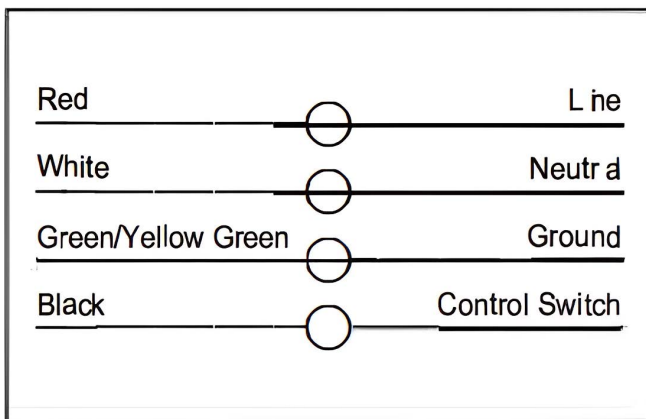 Red Line
White Neutral
Green/Yellow Green Ground
Black Control Switch